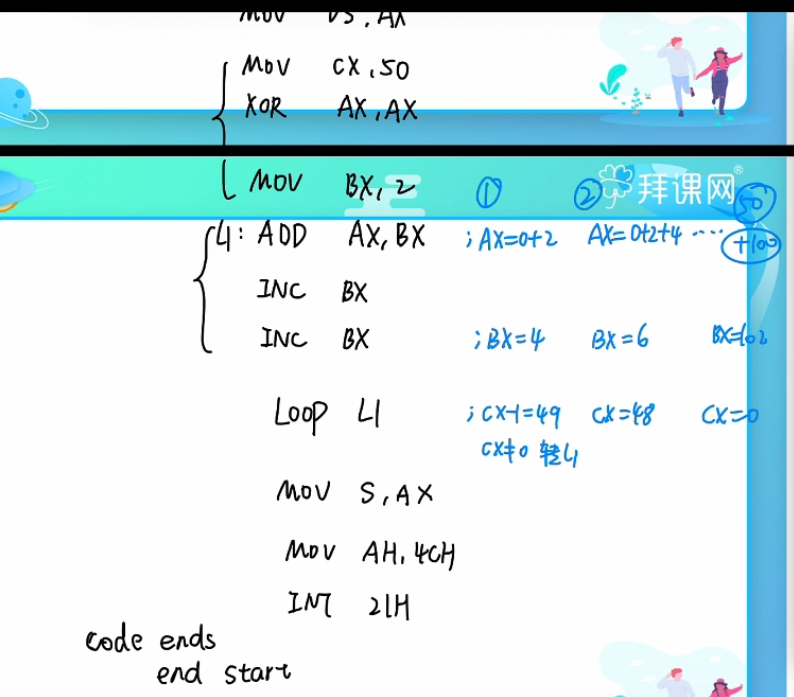 MOV DS, AX
MOV CX, 50
XOR AX, AX
MOV BX, 2 ① ② 拜课网® 50
L1: ADD AX, BX ; AX=0+2 AX=0+2+4 ···· +100
INC BX
INC BX ; BX=4 BX=6 BX=102
LOOP L1 ; CX-1=49 CX=48 CX=0
CX≠0 转L1
MOV S, AX
MOV AH, 4CH
INT 21H
code ends
end start